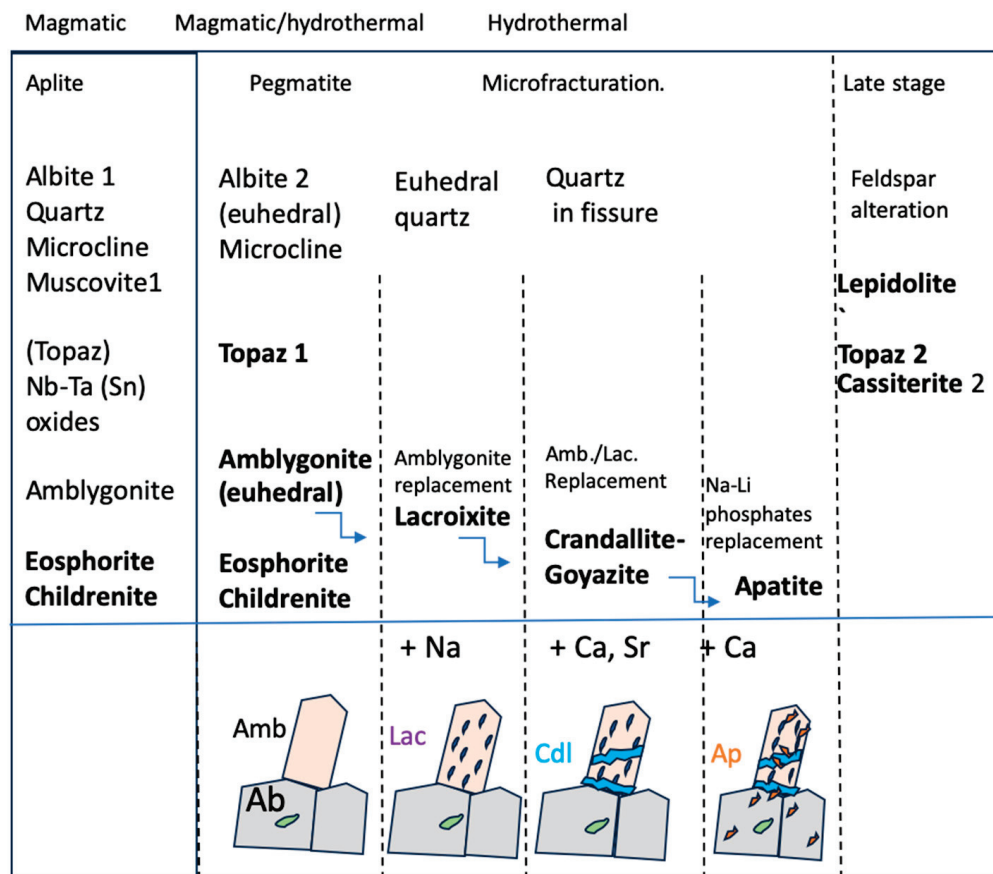 Magmatic
Magmatic/hydrothermal
Hydrothermal
Aplite
Pegmatite
Microfracturation.
Late stage
Albite 1
Quartz
Microcline
Muscovite1
Albite 2
(euhedral)
Microcline
Euhedral
quartz
Quartz
in fissure
Feldspar
alteration
Lepidolite
`
(Topaz)
Nb-Ta (Sn)
oxides
Topaz 1
Topaz 2
Cassiterite 2
Amblygonite
Amblygonite
(euhedral)
Amblygonite
replacement
Lacroixite
Amb./Lac.
Replacement
Crandallite-
Goyazite
Na-Li
phosphates
replacement
Apatite
Eosphorite
Childrenite
Eosphorite
Childrenite
+ Na
+ Ca, Sr
+ Ca
Amb
Ab
Lac
Cdl
Ap